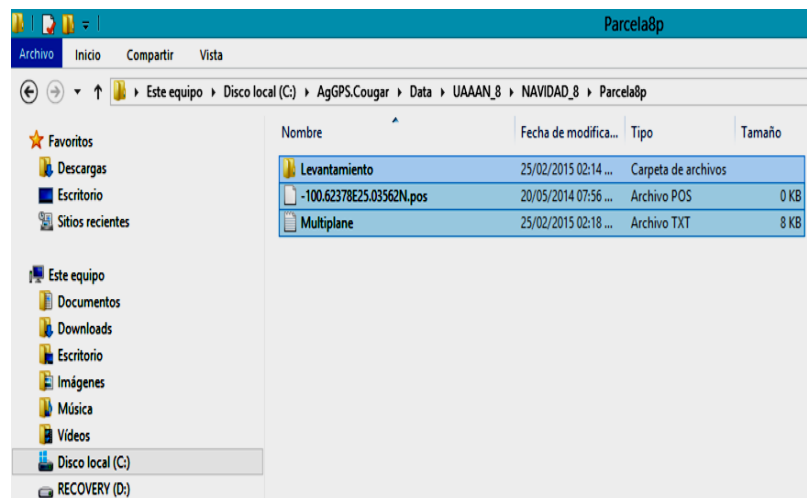 Parcela8p
Archivo Inicio Compartir Vista
Este equipo Disco local (C:) AgGPS.Cougar Data UAAAN_8 NAVIDAD_8 Parcela8p
Favoritos
Descargas
Escritorio
Sitios recientes
Este equipo
Documentos
Downloads
Escritorio
Imágenes
Música
Vídeos
Disco local (C:)
RECOVERY (D:)
Nombre Fecha de modifica... Tipo Tamaño
Levantamiento 25/02/2015 02:14 ... Carpeta de archivos
-100.62378E25.03562N.pos 20/05/2014 07:56 ... Archivo POS 0 KB
Multiplane 25/02/2015 02:18 ... Archivo TXT 8 KB